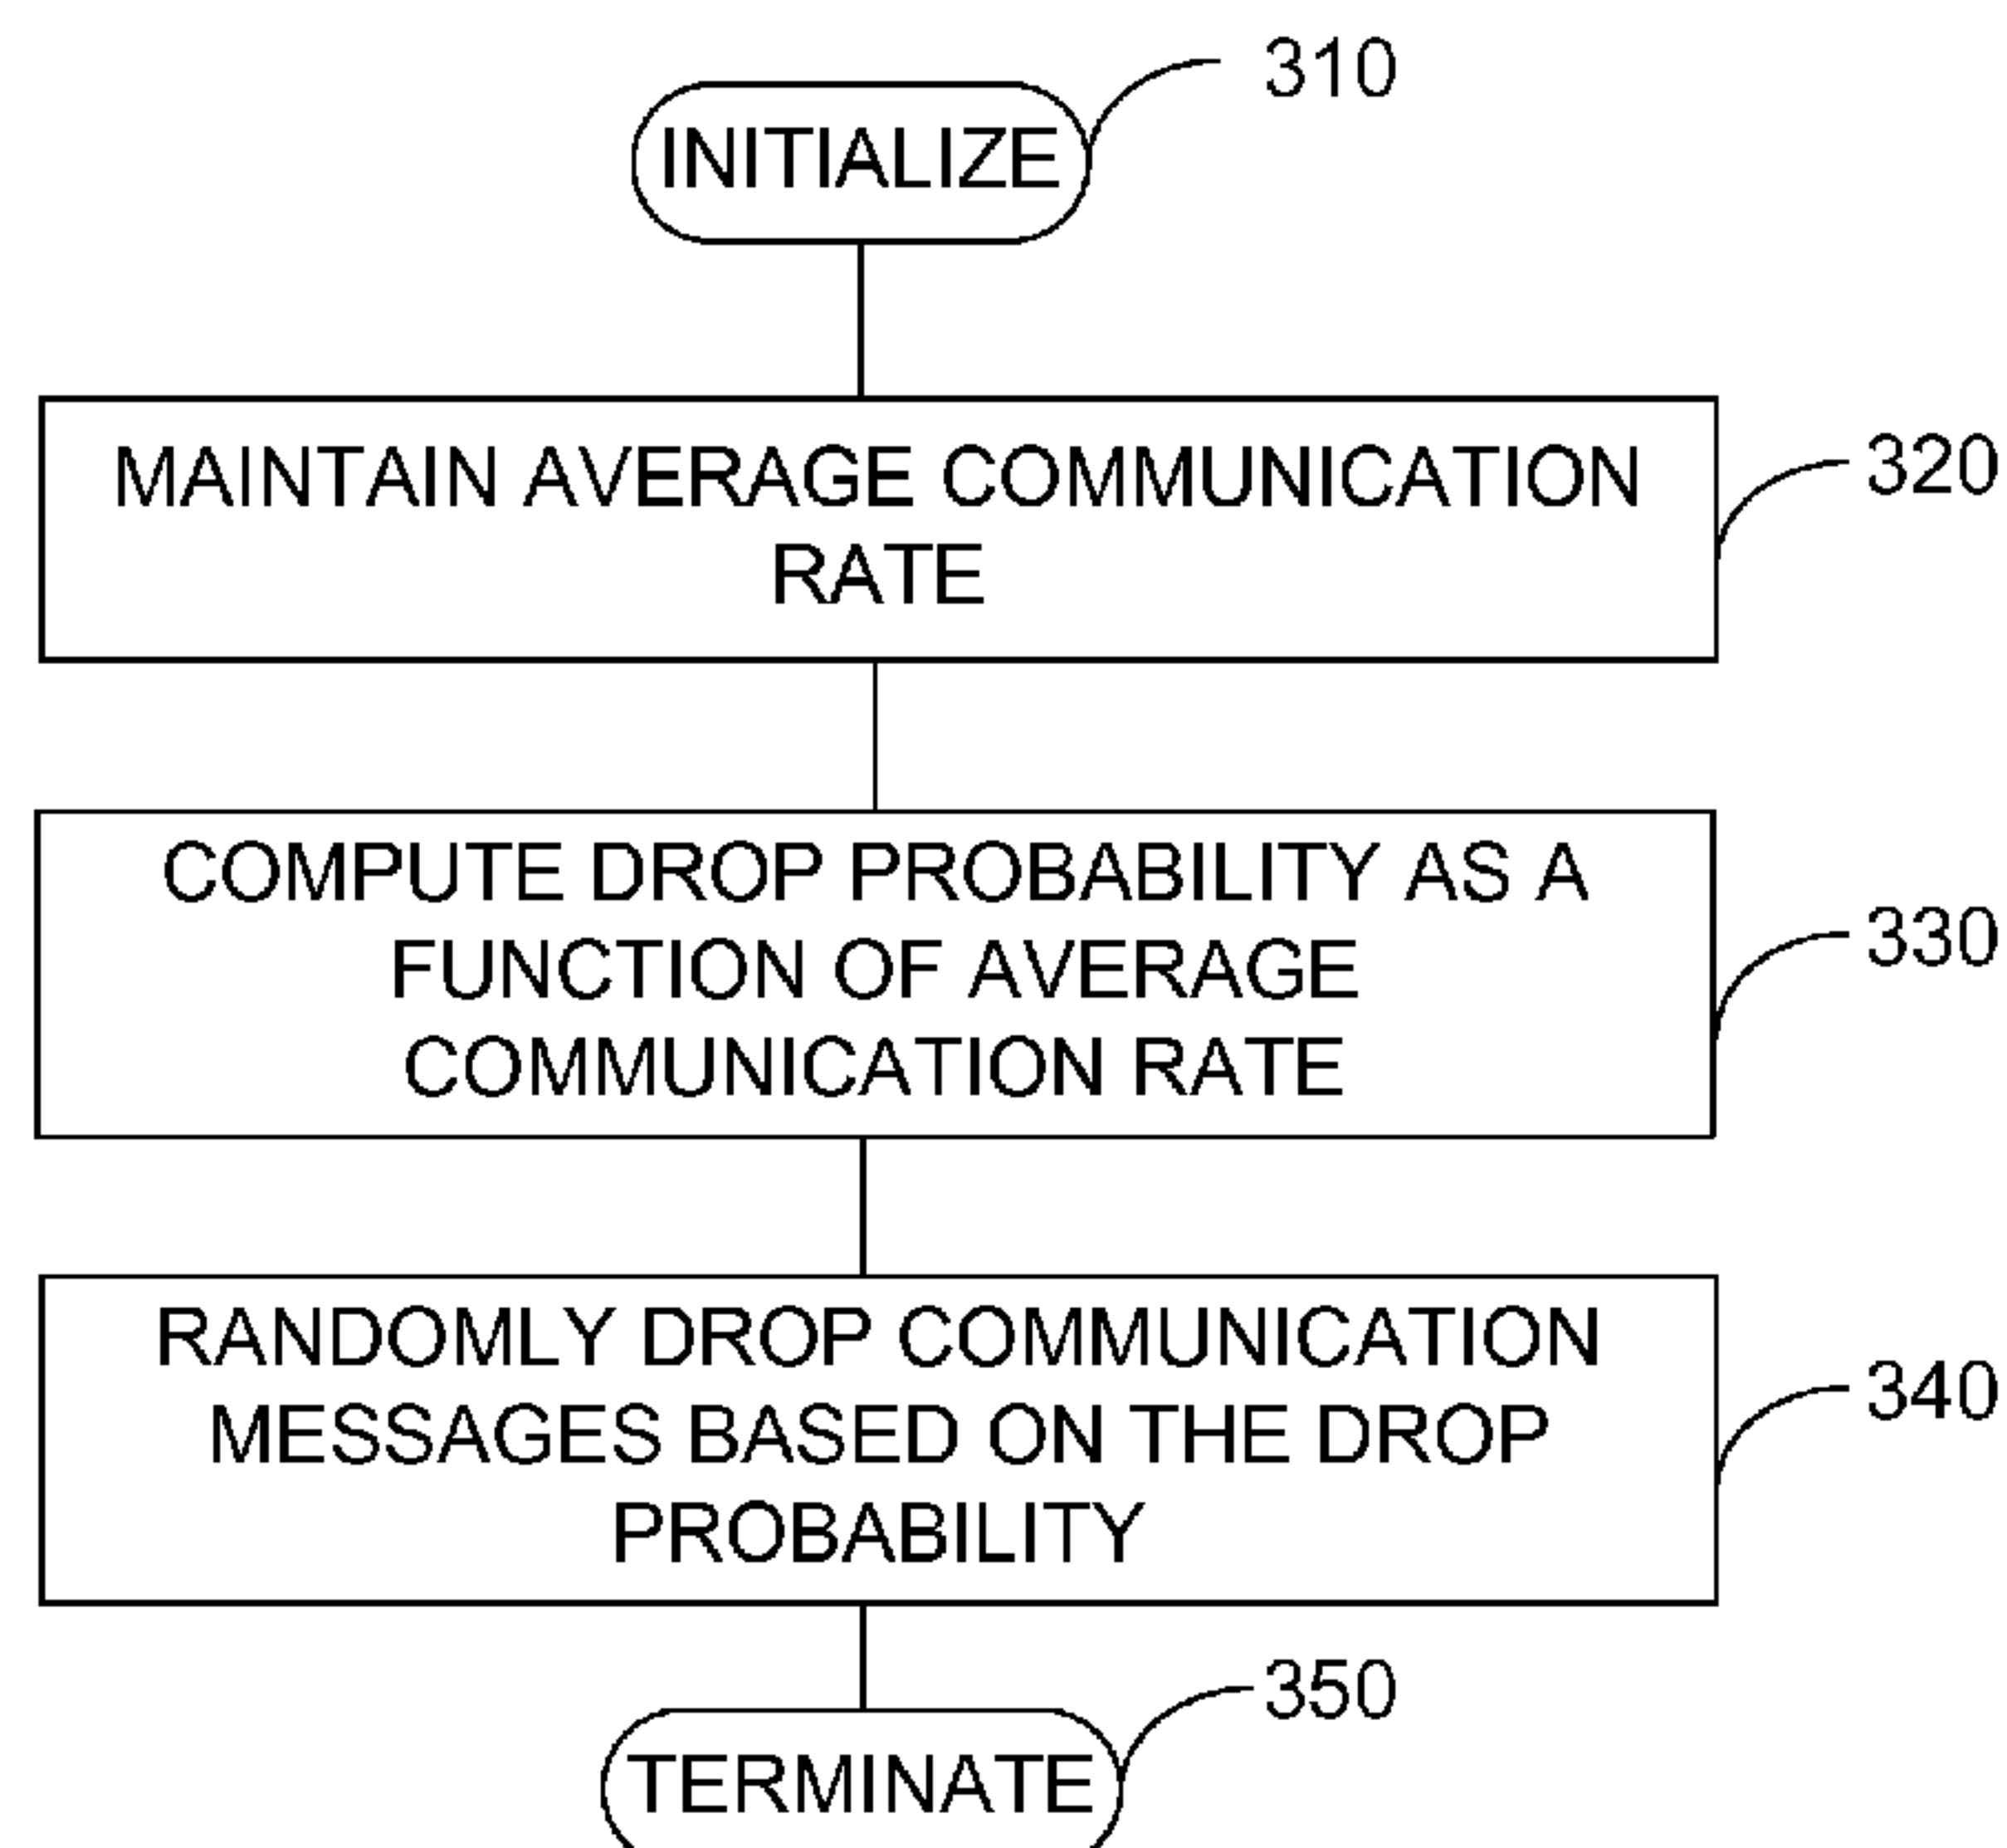 310
INITIALIZE
MAINTAIN AVERAGE COMMUNICATION
RATE
320
COMPUTE DROP PROBABILITY AS A
FUNCTION OF AVERAGE
COMMUNICATION RATE
330
RANDOMLY DROP COMMUNICATION
MESSAGES BASED ON THE DROP
PROBABILITY
340
350
TERMINATE